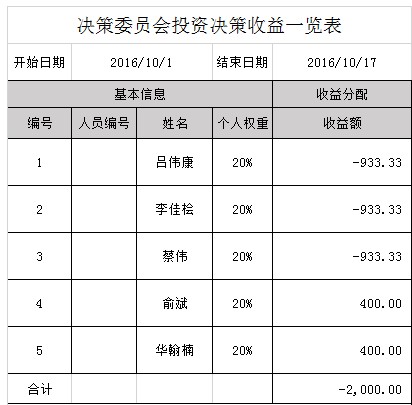 决策委员会投资决策收益一览表
开始日期 2016/10/1 结束日期 2016/10/17
基本信息 收益分配
编号 人员编号 姓名 个人权重 收益额
1 吕伟康 20% -933.33
2 李佳桧 20% -933.33
3 蔡伟 20% -933.33
4 俞斌 20% 400.00
5 华翰楠 20% 400.00
合计 -2,000.00